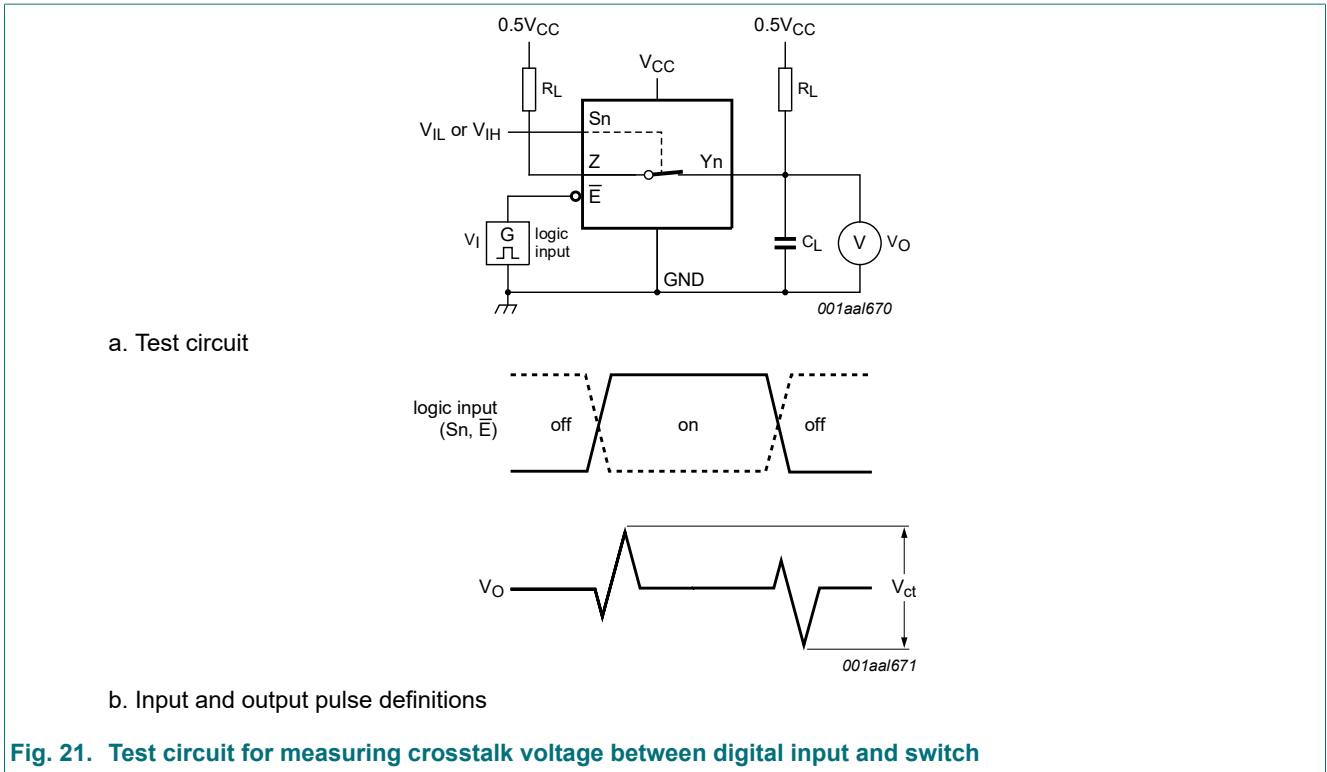 0.5VCC 0.5VCC
VCC
RL RL
Sn
VIL or VIH
Z Yn
E̅
VI G logic input
CL V VO
GND
001aal670
a. Test circuit
logic input
(Sn, E̅)
off on off
VO
Vct
001aal671
b. Input and output pulse definitions
Fig. 21. Test circuit for measuring crosstalk voltage between digital input and switch